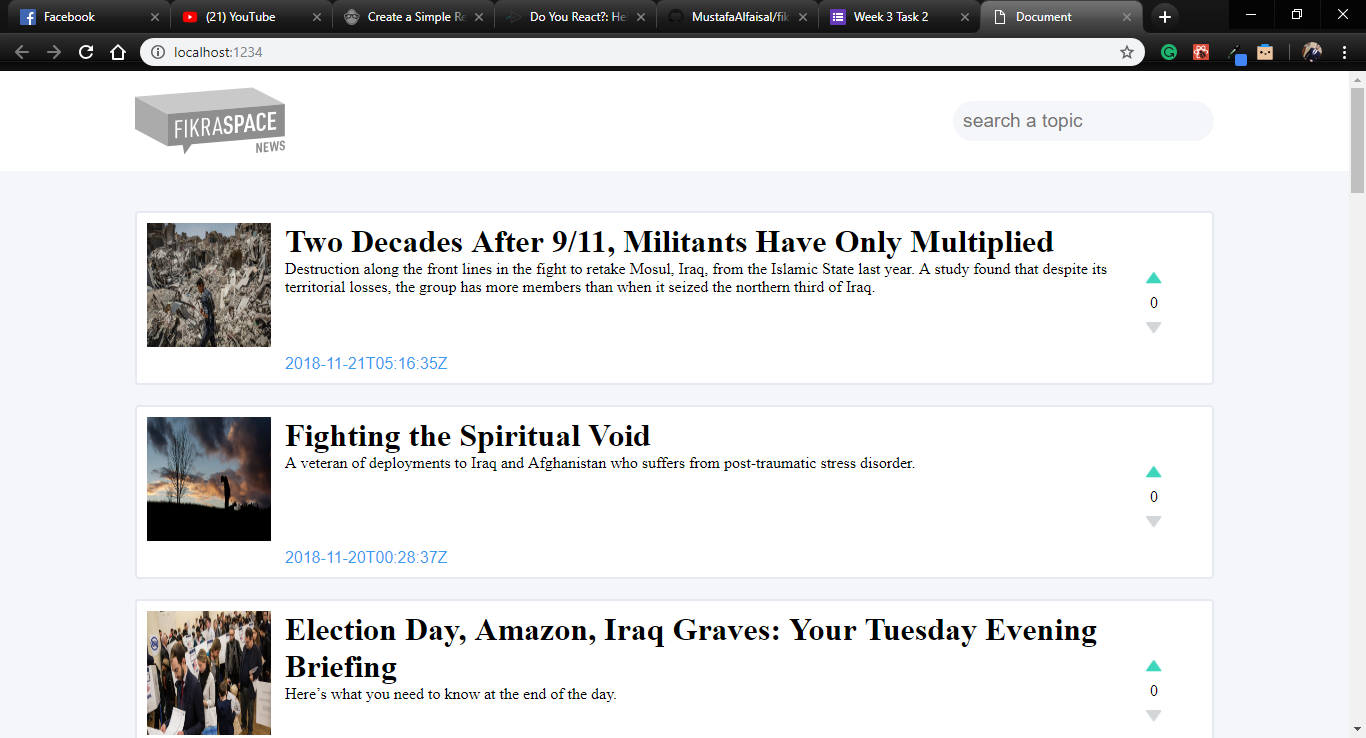 Facebook
(21) YouTube
Create a Simple Re
Do You React?: He
MustafaAlfaisal/fik
Week 3 Task 2
Document
localhost:1234
FIKRASPACE
NEWS
search a topic
Two Decades After 9/11, Militants Have Only Multiplied
Destruction along the front lines in the fight to retake Mosul, Iraq, from the Islamic State last year. A study found that despite its
territorial losses, the group has more members than when it seized the northern third of Iraq.
0
2018-11-21T05:16:35Z
Fighting the Spiritual Void
A veteran of deployments to Iraq and Afghanistan who suffers from post-traumatic stress disorder.
0
2018-11-20T00:28:37Z
Election Day, Amazon, Iraq Graves: Your Tuesday Evening
Briefing
Here’s what you need to know at the end of the day.
0